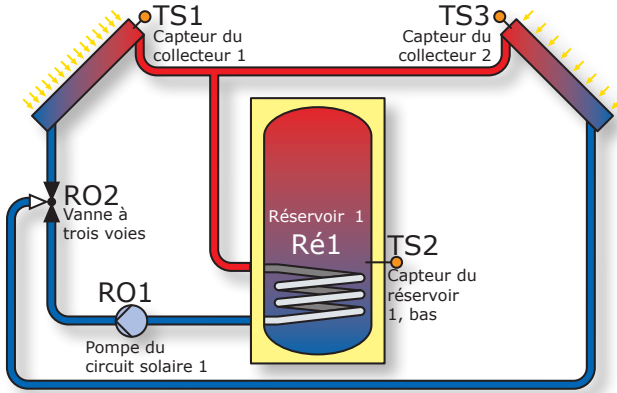 TS1
Capteur du
collecteur 1
TS3
Capteur du
collecteur 2
RO2
Vanne à
trois voies
Réservoir 1
Ré1
TS2
Capteur du
réservoir
1, bas
RO1
Pompe du
circuit solaire 1